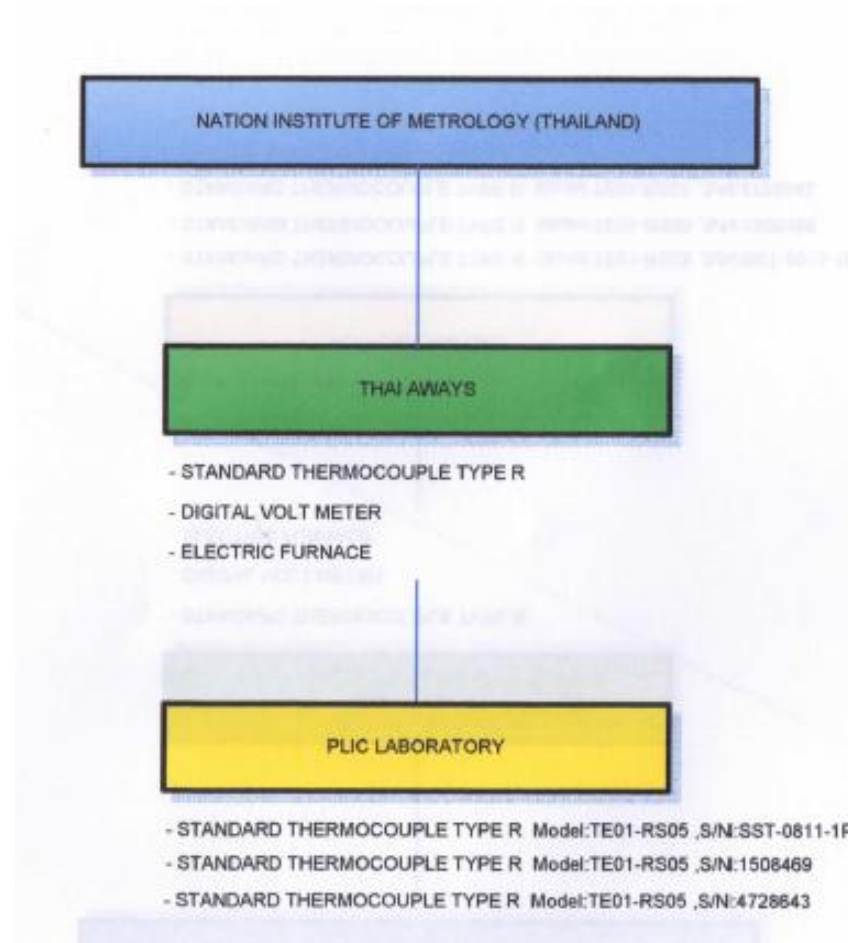 NATION INSTITUTE OF METROLOGY (THAILAND)
THAI AWAYS
- STANDARD THERMOCOUPLE TYPE R
- DIGITAL VOLT METER
- ELECTRIC FURNACE
PLIC LABORATORY
- STANDARD THERMOCOUPLE TYPE R Model:TE01-RS05 ,S/N:SST-0811-1
- STANDARD THERMOCOUPLE TYPE R Model:TE01-RS05 ,S/N:1508469
- STANDARD THERMOCOUPLE TYPE R Model:TE01-RS05 ,S/N:4728643